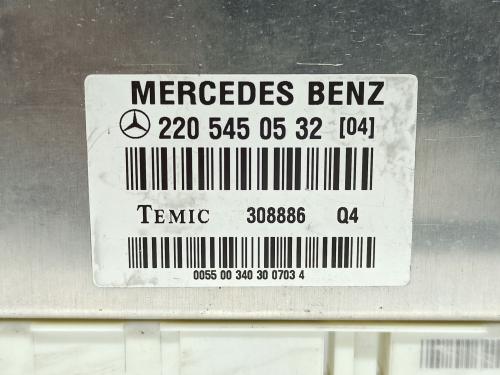 MERCEDES BENZ
220 545 05 32 [04]
TEMIC 308886 Q4
0055 00 340 30 0703 4